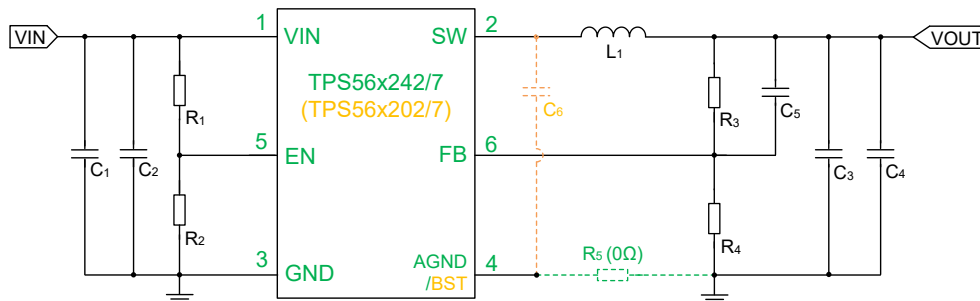 VIN
1
VIN
SW
2
L1
VOUT
TPS56x242/7
(TPS56x202/7)
C6
R1
R3
C5
5
EN
FB
6
C1
C2
C3
C4
R2
R4
3
GND
AGND
/BST
4
R5 (0Ω)